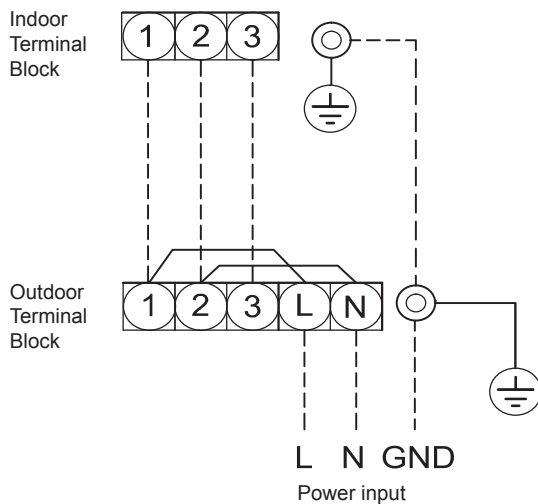 Indoor
Terminal
Block
1 2 3
Outdoor
Terminal
Block
1 2 3 L N
L N GND
Power input